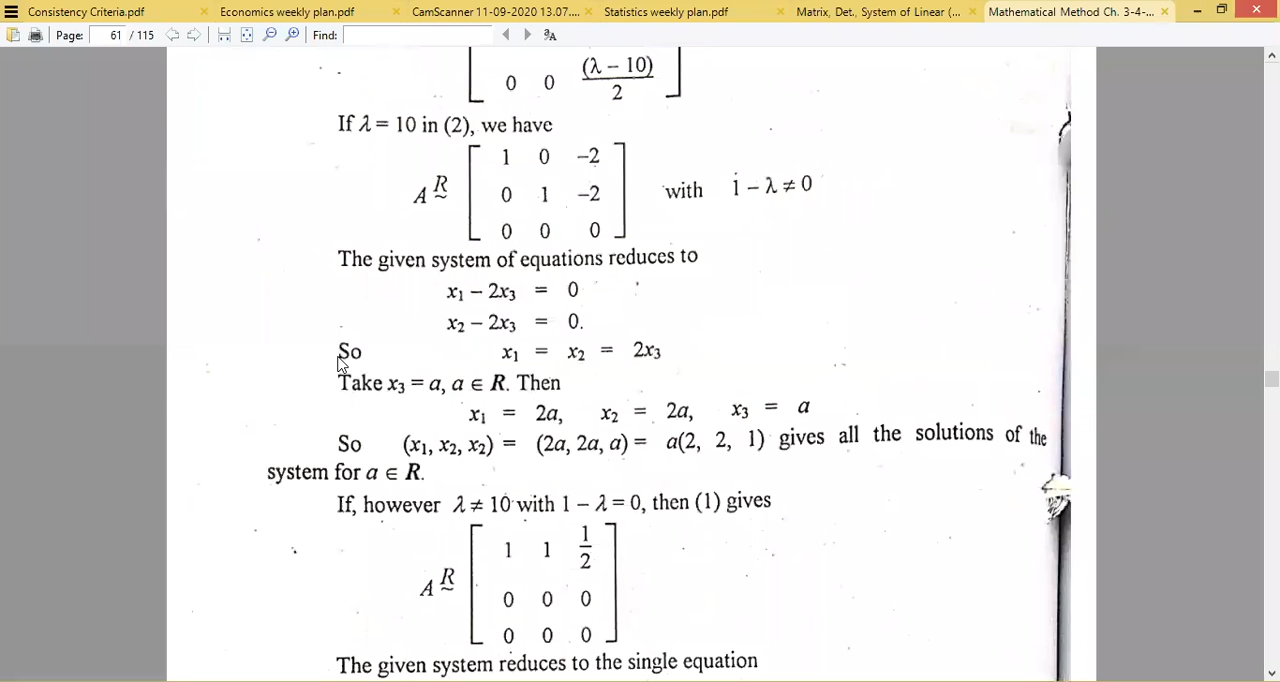 Consistency Criteria.pdf × Economics weekly plan.pdf × CamScanner 11-09-2020 13.07.... × Statistics weekly plan.pdf × Matrix, Det., System of Linear (... × Mathematical Method Ch. 3-4-... ×
Page: 61 / 115 Find:
0 0 (λ – 10)/2
If λ = 10 in (2), we have
1 0 –2
A R~ 0 1 –2 with 1 – λ ≠ 0
0 0 0
The given system of equations reduces to
x₁ – 2x₃ = 0
x₂ – 2x₃ = 0.
So x₁ = x₂ = 2x₃
Take x₃ = a, a ∈ R. Then
x₁ = 2a, x₂ = 2a, x₃ = a
So (x₁, x₂, x₂) = (2a, 2a, a) = a(2, 2, 1) gives all the solutions of the
system for a ∈ R.
If, however λ ≠ 10 with 1 – λ = 0, then (1) gives
1 1 1/2
A R~ 0 0 0
0 0 0
The given system reduces to the single equation